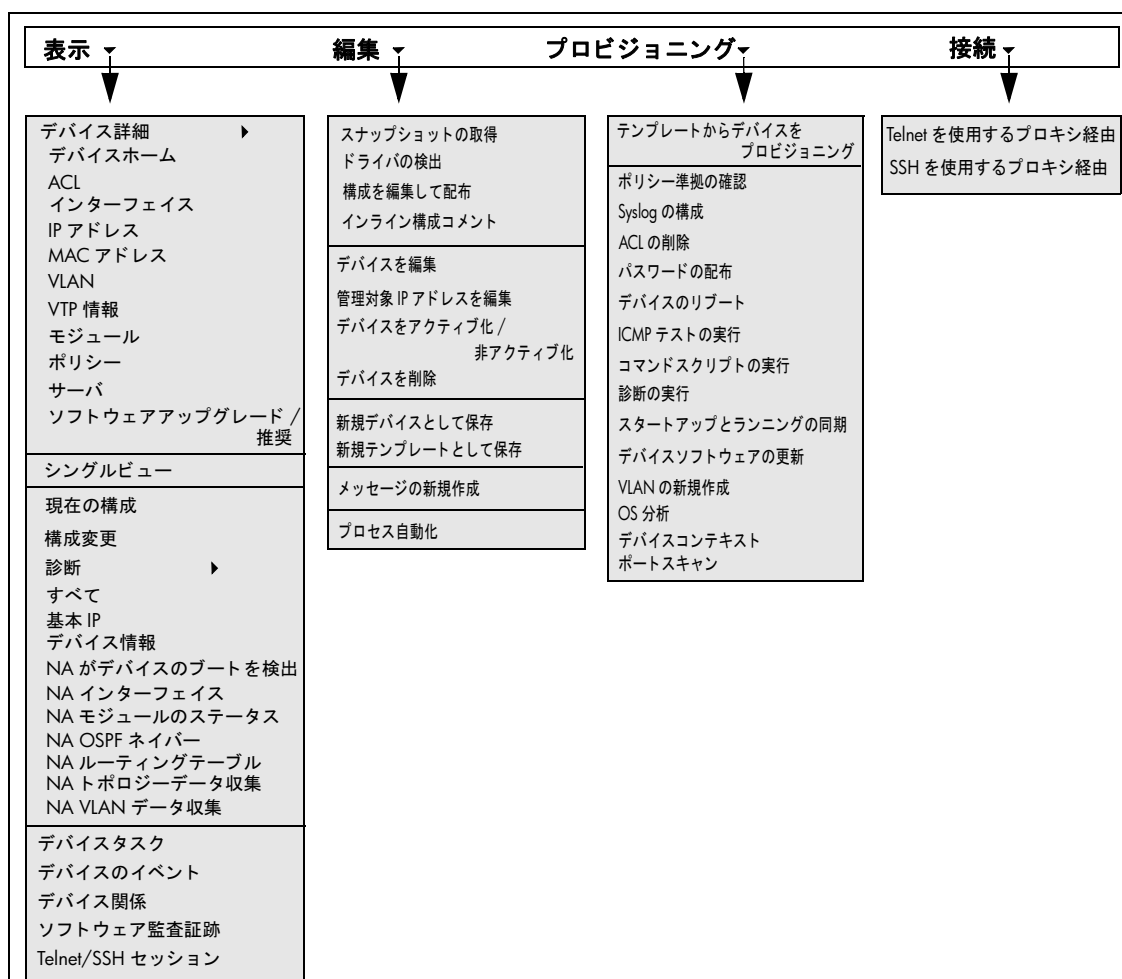 表示
編集
プロビジョニング
接続
デバイス詳細
デバイスホーム
ACL
インターフェイス
IP アドレス
MAC アドレス
VLAN
VTP 情報
モジュール
ポリシー
サーバ
ソフトウェアアップグレード /
推奨
シングルビュー
現在の構成
構成変更
診断
すべて
基本 IP
デバイス情報
NA がデバイスのブートを検出
NA インターフェイス
NA モジュールのステータス
NA OSPF ネイバー
NA ルーティングテーブル
NA トポロジーデータ収集
NA VLAN データ収集
デバイスタスク
デバイスのイベント
デバイス関係
ソフトウェア監査証跡
Telnet/SSH セッション
スナップショットの取得
ドライバの検出
構成を編集して配布
インライン構成コメント
デバイスを編集
管理対象 IP アドレスを編集
デバイスをアクティブ化 /
非アクティブ化
デバイスを削除
新規デバイスとして保存
新規テンプレートとして保存
メッセージの新規作成
プロセス自動化
テンプレートからデバイスを
プロビジョニング
ポリシー準拠の確認
Syslog の構成
ACL の削除
パスワードの配布
デバイスのリブート
ICMP テストの実行
コマンドスクリプトの実行
診断の実行
スタートアップとランニングの同期
デバイスソフトウェアの更新
VLAN の新規作成
OS 分析
デバイスコンテキスト
ポートスキャン
Telnet を使用するプロキシ経由
SSH を使用するプロキシ経由